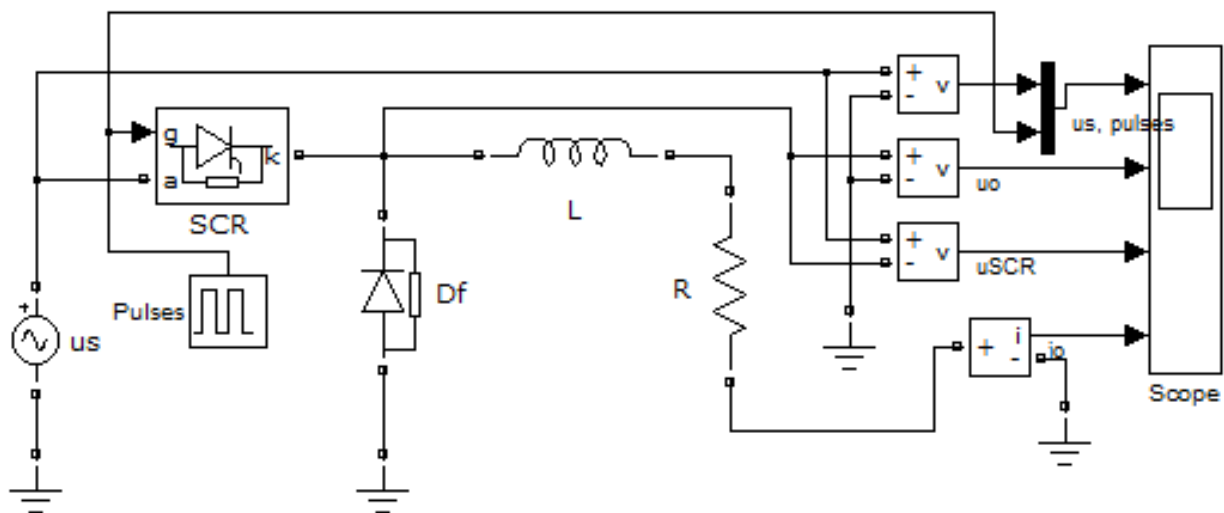 +
-
v
us, pulses
g
a
k
SCR
+
-
v
uo
L
+
-
v
uSCR
Pulses
Df
R
+
us
+
i
-
io
Scope